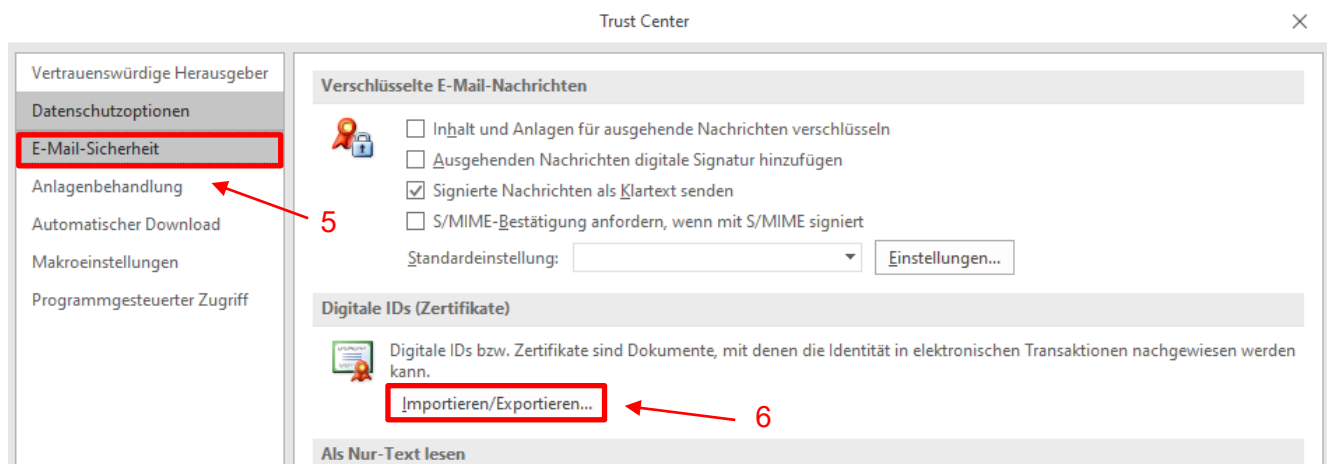 Trust Center
Vertrauenswürdige Herausgeber
Datenschutzoptionen
E-Mail-Sicherheit
Anlagenbehandlung
Automatischer Download
Makroeinstellungen
Programmgesteuerter Zugriff
5
Verschlüsselte E-Mail-Nachrichten
Inhalt und Anlagen für ausgehende Nachrichten verschlüsseln
Ausgehenden Nachrichten digitale Signatur hinzufügen
Signierte Nachrichten als Klartext senden
S/MIME-Bestätigung anfordern, wenn mit S/MIME signiert
Standardeinstellung:
Einstellungen...
Digitale IDs (Zertifikate)
Digitale IDs bzw. Zertifikate sind Dokumente, mit denen die Identität in elektronischen Transaktionen nachgewiesen werden
kann.
Importieren/Exportieren...
6
Als Nur-Text lesen